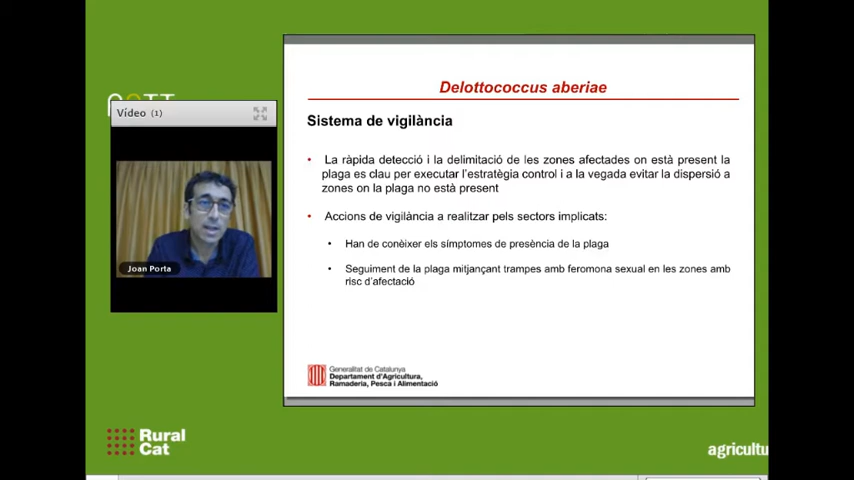 Vídeo (1)
Joan Porta
Delottococcus aberiae
Sistema de vigilància
• La ràpida detecció i la delimitació de les zones afectades on està present la
plaga es clau per executar l'estratègia control i a la vegada evitar la dispersió a
zones on la plaga no està present
• Accions de vigilància a realitzar pels sectors implicats:
• Han de conèixer els símptomes de presència de la plaga
• Seguiment de la plaga mitjançant trampes amb feromona sexual en les zones amb
risc d'afectació
Generalitat de Catalunya
Departament d'Agricultura,
Ramaderia, Pesca i Alimentació
Rural
Cat
agricultu